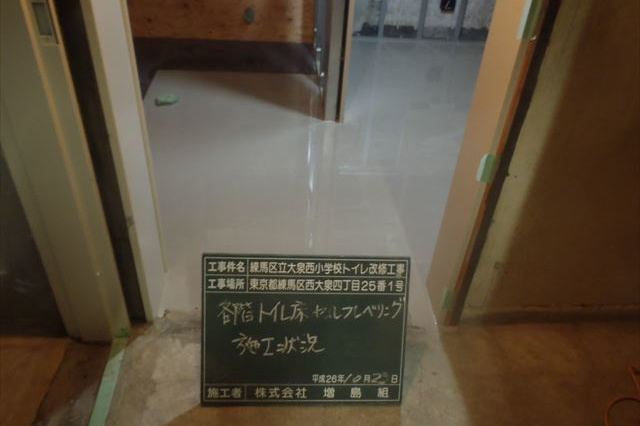 工事件名 練馬区立大泉西小学校トイレ改修工事
工事場所 東京都練馬区西大泉四丁目25番1号
各階トイレ床セルフレベリング
施工状況
平成26年10月23日
施工者 株式会社 増島組